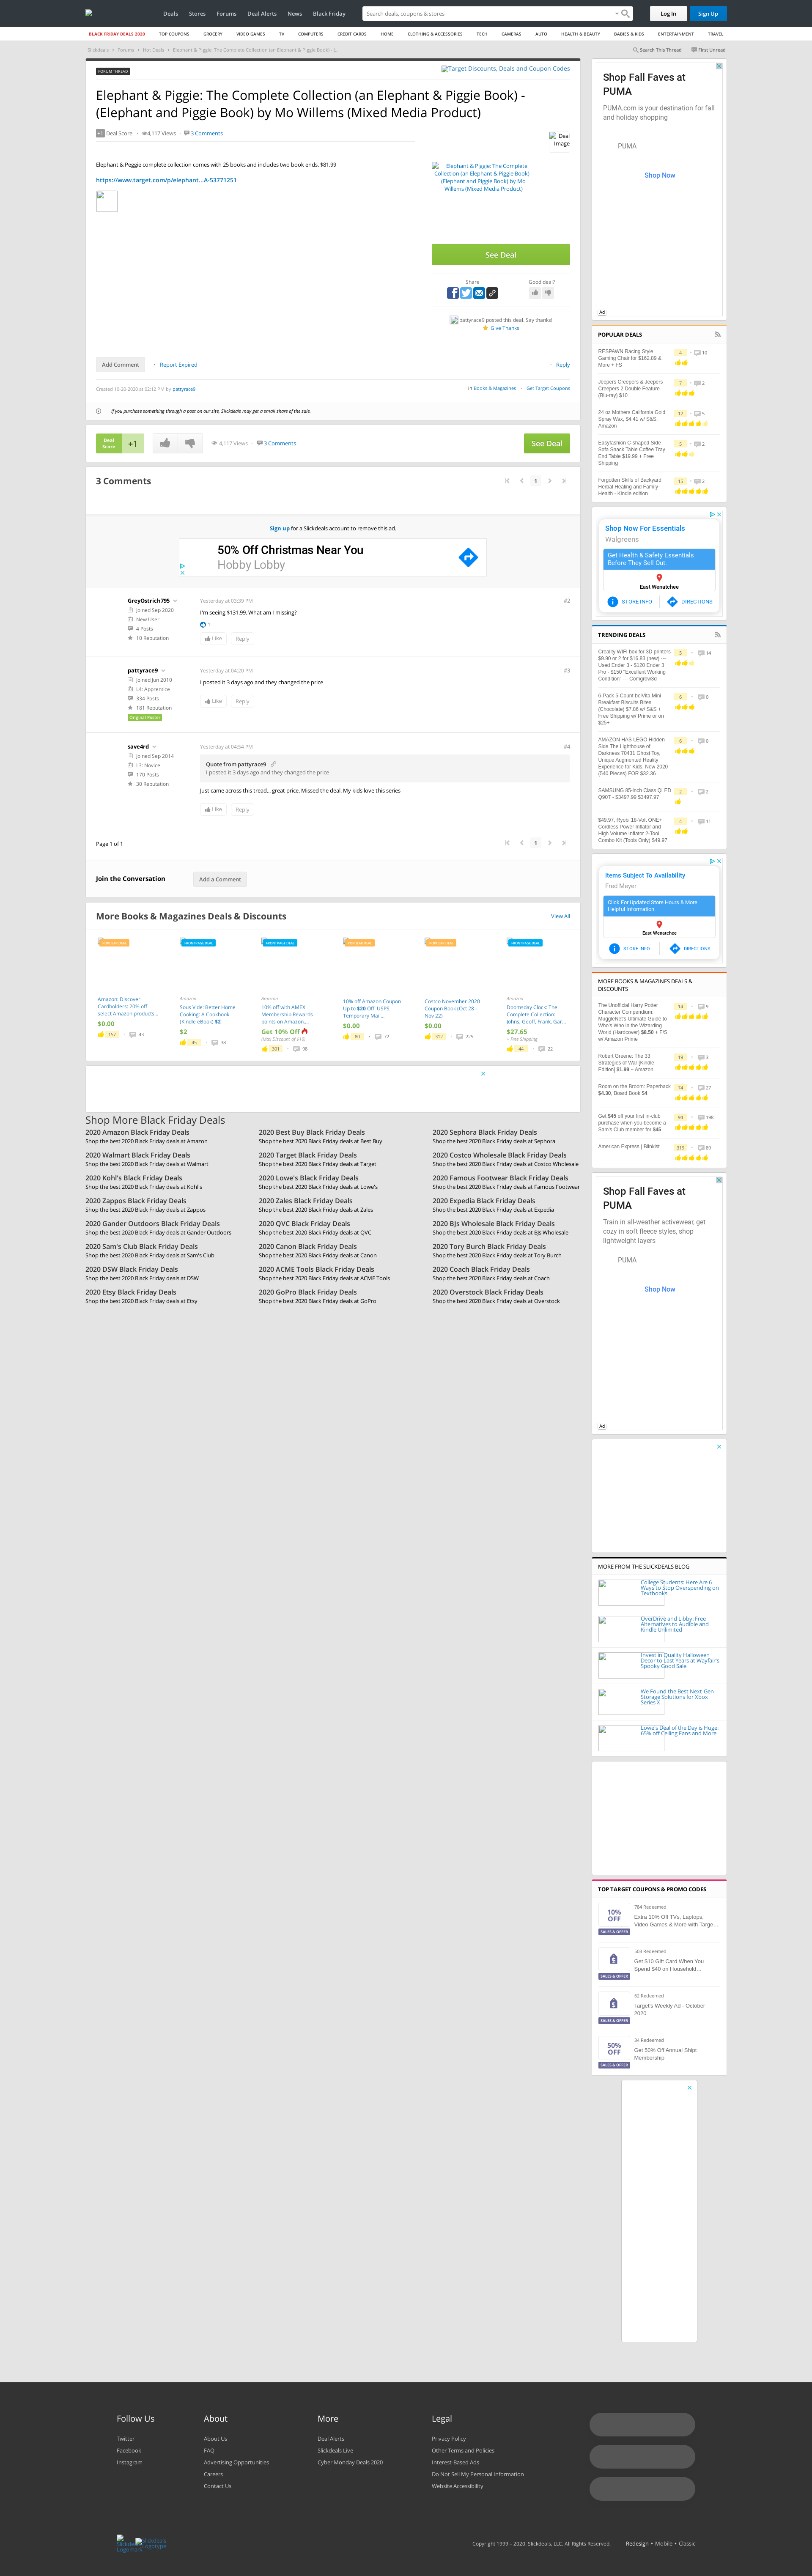 Deals Stores Forums Deal Alerts News Black Friday
Search deals, coupons & stores
Log In Sign Up
BLACK FRIDAY DEALS 2020 TOP COUPONS GROCERY VIDEO GAMES TV COMPUTERS CREDIT CARDS HOME CLOTHING & ACCESSORIES TECH CAMERAS AUTO HEALTH & BEAUTY BABIES & KIDS ENTERTAINMENT TRAVEL
Slickdeals › Forums › Hot Deals › Elephant & Piggie: The Complete Collection (an Elephant & Piggie Book) - (...
Search This Thread First Unread
FORUM THREAD
Target Discounts, Deals and Coupon Codes
Elephant & Piggie: The Complete Collection (an Elephant & Piggie Book) -
(Elephant and Piggie Book) by Mo Willems (Mixed Media Product)
+1 Deal Score 4,117 Views 3 Comments
Deal
Image
Elephant & Peggie complete collection comes with 25 books and includes two book ends. $81.99
https://www.target.com/p/elephant...A-53771251
Elephant & Piggie: The Complete
Collection (an Elephant & Piggie Book) -
(Elephant and Piggie Book) by Mo
Willems (Mixed Media Product)
See Deal
Share Good deal?
pattyrace9 posted this deal. Say thanks!
Give Thanks
Add Comment Report Expired Reply
Created 10-20-2020 at 02:12 PM by pattyrace9
in Books & Magazines Get Target Coupons
If you purchase something through a post on our site, Slickdeals may get a small share of the sale.
Deal
Score +1 4,117 Views 3 Comments See Deal
3 Comments 1
Sign up for a Slickdeals account to remove this ad.
50% Off Christmas Near You
Hobby Lobby
GreyOstrich795
Joined Sep 2020
New User
4 Posts
10 Reputation
Yesterday at 03:39 PM #2
I'm seeing $131.99. What am I missing?
1
Like Reply
pattyrace9
Joined Jun 2010
L4: Apprentice
334 Posts
181 Reputation
Original Poster
Yesterday at 04:20 PM #3
I posted it 3 days ago and they changed the price
Like Reply
save4rd
Joined Sep 2014
L3: Novice
170 Posts
30 Reputation
Yesterday at 04:54 PM #4
Quote from pattyrace9
I posted it 3 days ago and they changed the price
Just came across this tread... great price. Missed the deal. My kids love this series
Like Reply
Page 1 of 1 1
Join the Conversation Add a Comment
More Books & Magazines Deals & Discounts View All
POPULAR DEAL
Amazon: Discover
Cardholders: 20% off
select Amazon products...
$0.00
157 43
FRONTPAGE DEAL
Amazon
Sous Vide: Better Home
Cooking: A Cookbook
(Kindle eBook) $2
$2
45 38
FRONTPAGE DEAL
Amazon
10% off with AMEX
Membership Rewards
points on Amazon....
Get 10% Off
(Max Discount of $15)
301 98
POPULAR DEAL
10% off Amazon Coupon
Up to $20 Off! USPS
Temporary Mail...
$0.00
80 72
POPULAR DEAL
Costco November 2020
Coupon Book (Oct 28 -
Nov 22)
$0.00
312 225
FRONTPAGE DEAL
Amazon
Doomsday Clock: The
Complete Collection:
Johns, Geoff, Frank, Gar...
$27.65
+ Free Shipping
44 22
Shop More Black Friday Deals
2020 Amazon Black Friday Deals
Shop the best 2020 Black Friday deals at Amazon
2020 Best Buy Black Friday Deals
Shop the best 2020 Black Friday deals at Best Buy
2020 Sephora Black Friday Deals
Shop the best 2020 Black Friday deals at Sephora
2020 Walmart Black Friday Deals
Shop the best 2020 Black Friday deals at Walmart
2020 Target Black Friday Deals
Shop the best 2020 Black Friday deals at Target
2020 Costco Wholesale Black Friday Deals
Shop the best 2020 Black Friday deals at Costco Wholesale
2020 Kohl's Black Friday Deals
Shop the best 2020 Black Friday deals at Kohl's
2020 Lowe's Black Friday Deals
Shop the best 2020 Black Friday deals at Lowe's
2020 Famous Footwear Black Friday Deals
Shop the best 2020 Black Friday deals at Famous Footwear
2020 Zappos Black Friday Deals
Shop the best 2020 Black Friday deals at Zappos
2020 Zales Black Friday Deals
Shop the best 2020 Black Friday deals at Zales
2020 Expedia Black Friday Deals
Shop the best 2020 Black Friday deals at Expedia
2020 Gander Outdoors Black Friday Deals
Shop the best 2020 Black Friday deals at Gander Outdoors
2020 QVC Black Friday Deals
Shop the best 2020 Black Friday deals at QVC
2020 BJs Wholesale Black Friday Deals
Shop the best 2020 Black Friday deals at BJs Wholesale
2020 Sam's Club Black Friday Deals
Shop the best 2020 Black Friday deals at Sam's Club
2020 Canon Black Friday Deals
Shop the best 2020 Black Friday deals at Canon
2020 Tory Burch Black Friday Deals
Shop the best 2020 Black Friday deals at Tory Burch
2020 DSW Black Friday Deals
Shop the best 2020 Black Friday deals at DSW
2020 ACME Tools Black Friday Deals
Shop the best 2020 Black Friday deals at ACME Tools
2020 Coach Black Friday Deals
Shop the best 2020 Black Friday deals at Coach
2020 Etsy Black Friday Deals
Shop the best 2020 Black Friday deals at Etsy
2020 GoPro Black Friday Deals
Shop the best 2020 Black Friday deals at GoPro
2020 Overstock Black Friday Deals
Shop the best 2020 Black Friday deals at Overstock
Shop Fall Faves at
PUMA
PUMA.com is your destination for fall
and holiday shopping
PUMA
Shop Now
Ad
POPULAR DEALS
RESPAWN Racing Style
Gaming Chair for $162.89 &
More + FS
4 10
Jeepers Creepers & Jeepers
Creepers 2 Double Feature
(Blu-ray) $10
7 2
24 oz Mothers California Gold
Spray Wax, $4.41 w/ S&S,
Amazon
12 5
Easyfashion C-shaped Side
Sofa Snack Table Coffee Tray
End Table $19.99 + Free
Shipping
5 2
Forgotten Skills of Backyard
Herbal Healing and Family
Health - Kindle edition
15 2
Shop Now For Essentials
Walgreens
Get Health & Safety Essentials
Before They Sell Out.
East Wenatchee
STORE INFO DIRECTIONS
TRENDING DEALS
Creality WiFi box for 3D printers
$9.90 or 2 for $16.83 (new) ---
Used Ender 3 - $120 Ender 3
Pro - $150 "Excellent Working
Condition" --- Comgrow3d
5 14
6-Pack 5-Count belVita Mini
Breakfast Biscuits Bites
(Chocolate) $7.86 w/ S&S +
Free Shipping w/ Prime or on
$25+
6 0
AMAZON HAS LEGO Hidden
Side The Lighthouse of
Darkness 70431 Ghost Toy,
Unique Augmented Reality
Experience for Kids, New 2020
(540 Pieces) FOR $32.36
6 0
SAMSUNG 85-inch Class QLED
Q90T - $3497.99 $3497.97
2 2
$49.97: Ryobi 18-Volt ONE+
Cordless Power Inflator and
High Volume Inflator 2-Tool
Combo Kit (Tools Only) $49.97
4 11
Items Subject To Availability
Fred Meyer
Click For Updated Store Hours & More
Helpful Information.
East Wenatchee
STORE INFO DIRECTIONS
MORE BOOKS & MAGAZINES DEALS &
DISCOUNTS
The Unofficial Harry Potter
Character Compendium:
MuggleNet's Ultimate Guide to
Who's Who in the Wizarding
World (Hardcover) $8.50 + F/S
w/ Amazon Prime
14 9
Robert Greene: The 33
Strategies of War [Kindle
Edition] $1.99 ~ Amazon
19 3
Room on the Broom: Paperback
$4.30, Board Book $4
74 27
Get $45 off your first in-club
purchase when you become a
Sam's Club member for $45
94 198
American Express | Blinkist
319 89
Shop Fall Faves at
PUMA
Train in all-weather activewear, get
cozy in soft fleece styles, shop
lightweight layers
PUMA
Shop Now
Ad
MORE FROM THE SLICKDEALS BLOG
College Students: Here Are 6
Ways to Stop Overspending on
Textbooks
OverDrive and Libby: Free
Alternatives to Audible and
Kindle Unlimited
Invest in Quality Halloween
Decor to Last Years at Wayfair's
Spooky Good Sale
We Found the Best Next-Gen
Storage Solutions for Xbox
Series X
Lowe's Deal of the Day is Huge:
65% off Ceiling Fans and More
TOP TARGET COUPONS & PROMO CODES
10%
OFF
SALES & OFFER
784 Redeemed
Extra 10% Off TVs, Laptops,
Video Games & More with Targe...
SALES & OFFER
503 Redeemed
Get $10 Gift Card When You
Spend $40 on Household...
SALES & OFFER
62 Redeemed
Target's Weekly Ad - October
2020
50%
OFF
SALES & OFFER
34 Redeemed
Get 50% Off Annual Shipt
Membership
Follow Us
Twitter
Facebook
Instagram
About
About Us
FAQ
Advertising Opportunities
Careers
Contact Us
More
Deal Alerts
Slickdeals Live
Cyber Monday Deals 2020
Legal
Privacy Policy
Other Terms and Policies
Interest-Based Ads
Do Not Sell My Personal Information
Website Accessibility
Slickdeals Logomark
Slickdeals Logotype
Copyright 1999 - 2020. Slickdeals, LLC. All Rights Reserved. Redesign • Mobile • Classic